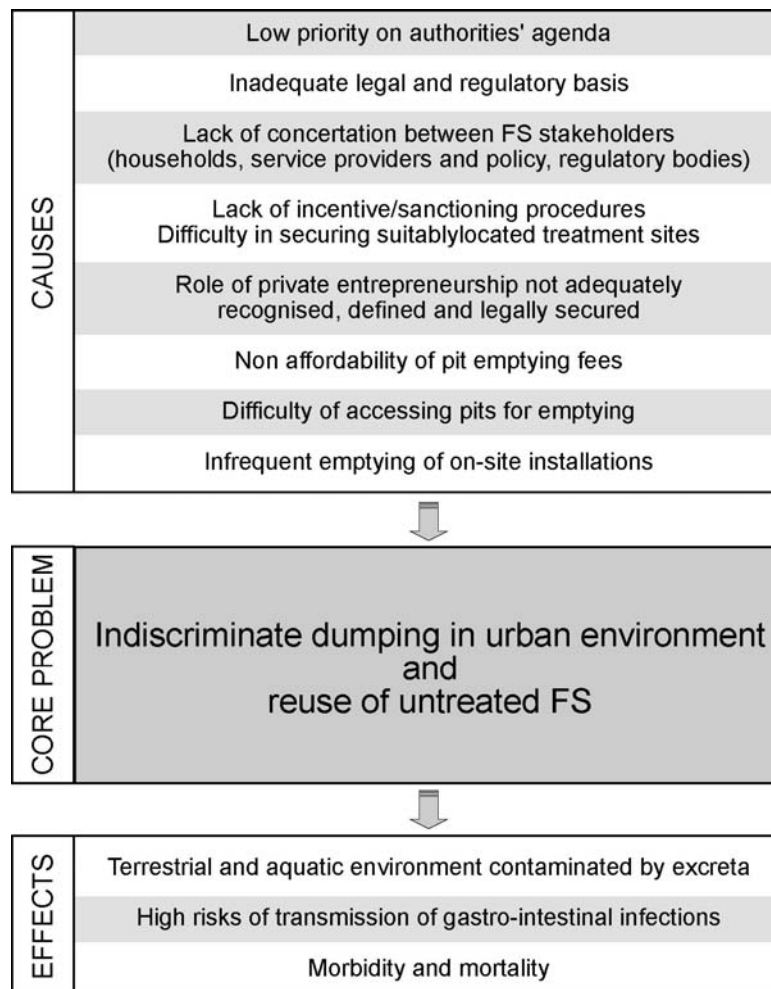 CAUSES
Low priority on authorities' agenda
Inadequate legal and regulatory basis
Lack of concertation between FS stakeholders
(households, service providers and policy, regulatory bodies)
Lack of incentive/sanctioning procedures
Difficulty in securing suitablylocated treatment sites
Role of private entrepreneurship not adequately
recognised, defined and legally secured
Non affordability of pit emptying fees
Difficulty of accessing pits for emptying
Infrequent emptying of on-site installations
CORE PROBLEM
Indiscriminate dumping in urban environment
and
reuse of untreated FS
EFFECTS
Terrestrial and aquatic environment contaminated by excreta
High risks of transmission of gastro-intestinal infections
Morbidity and mortality